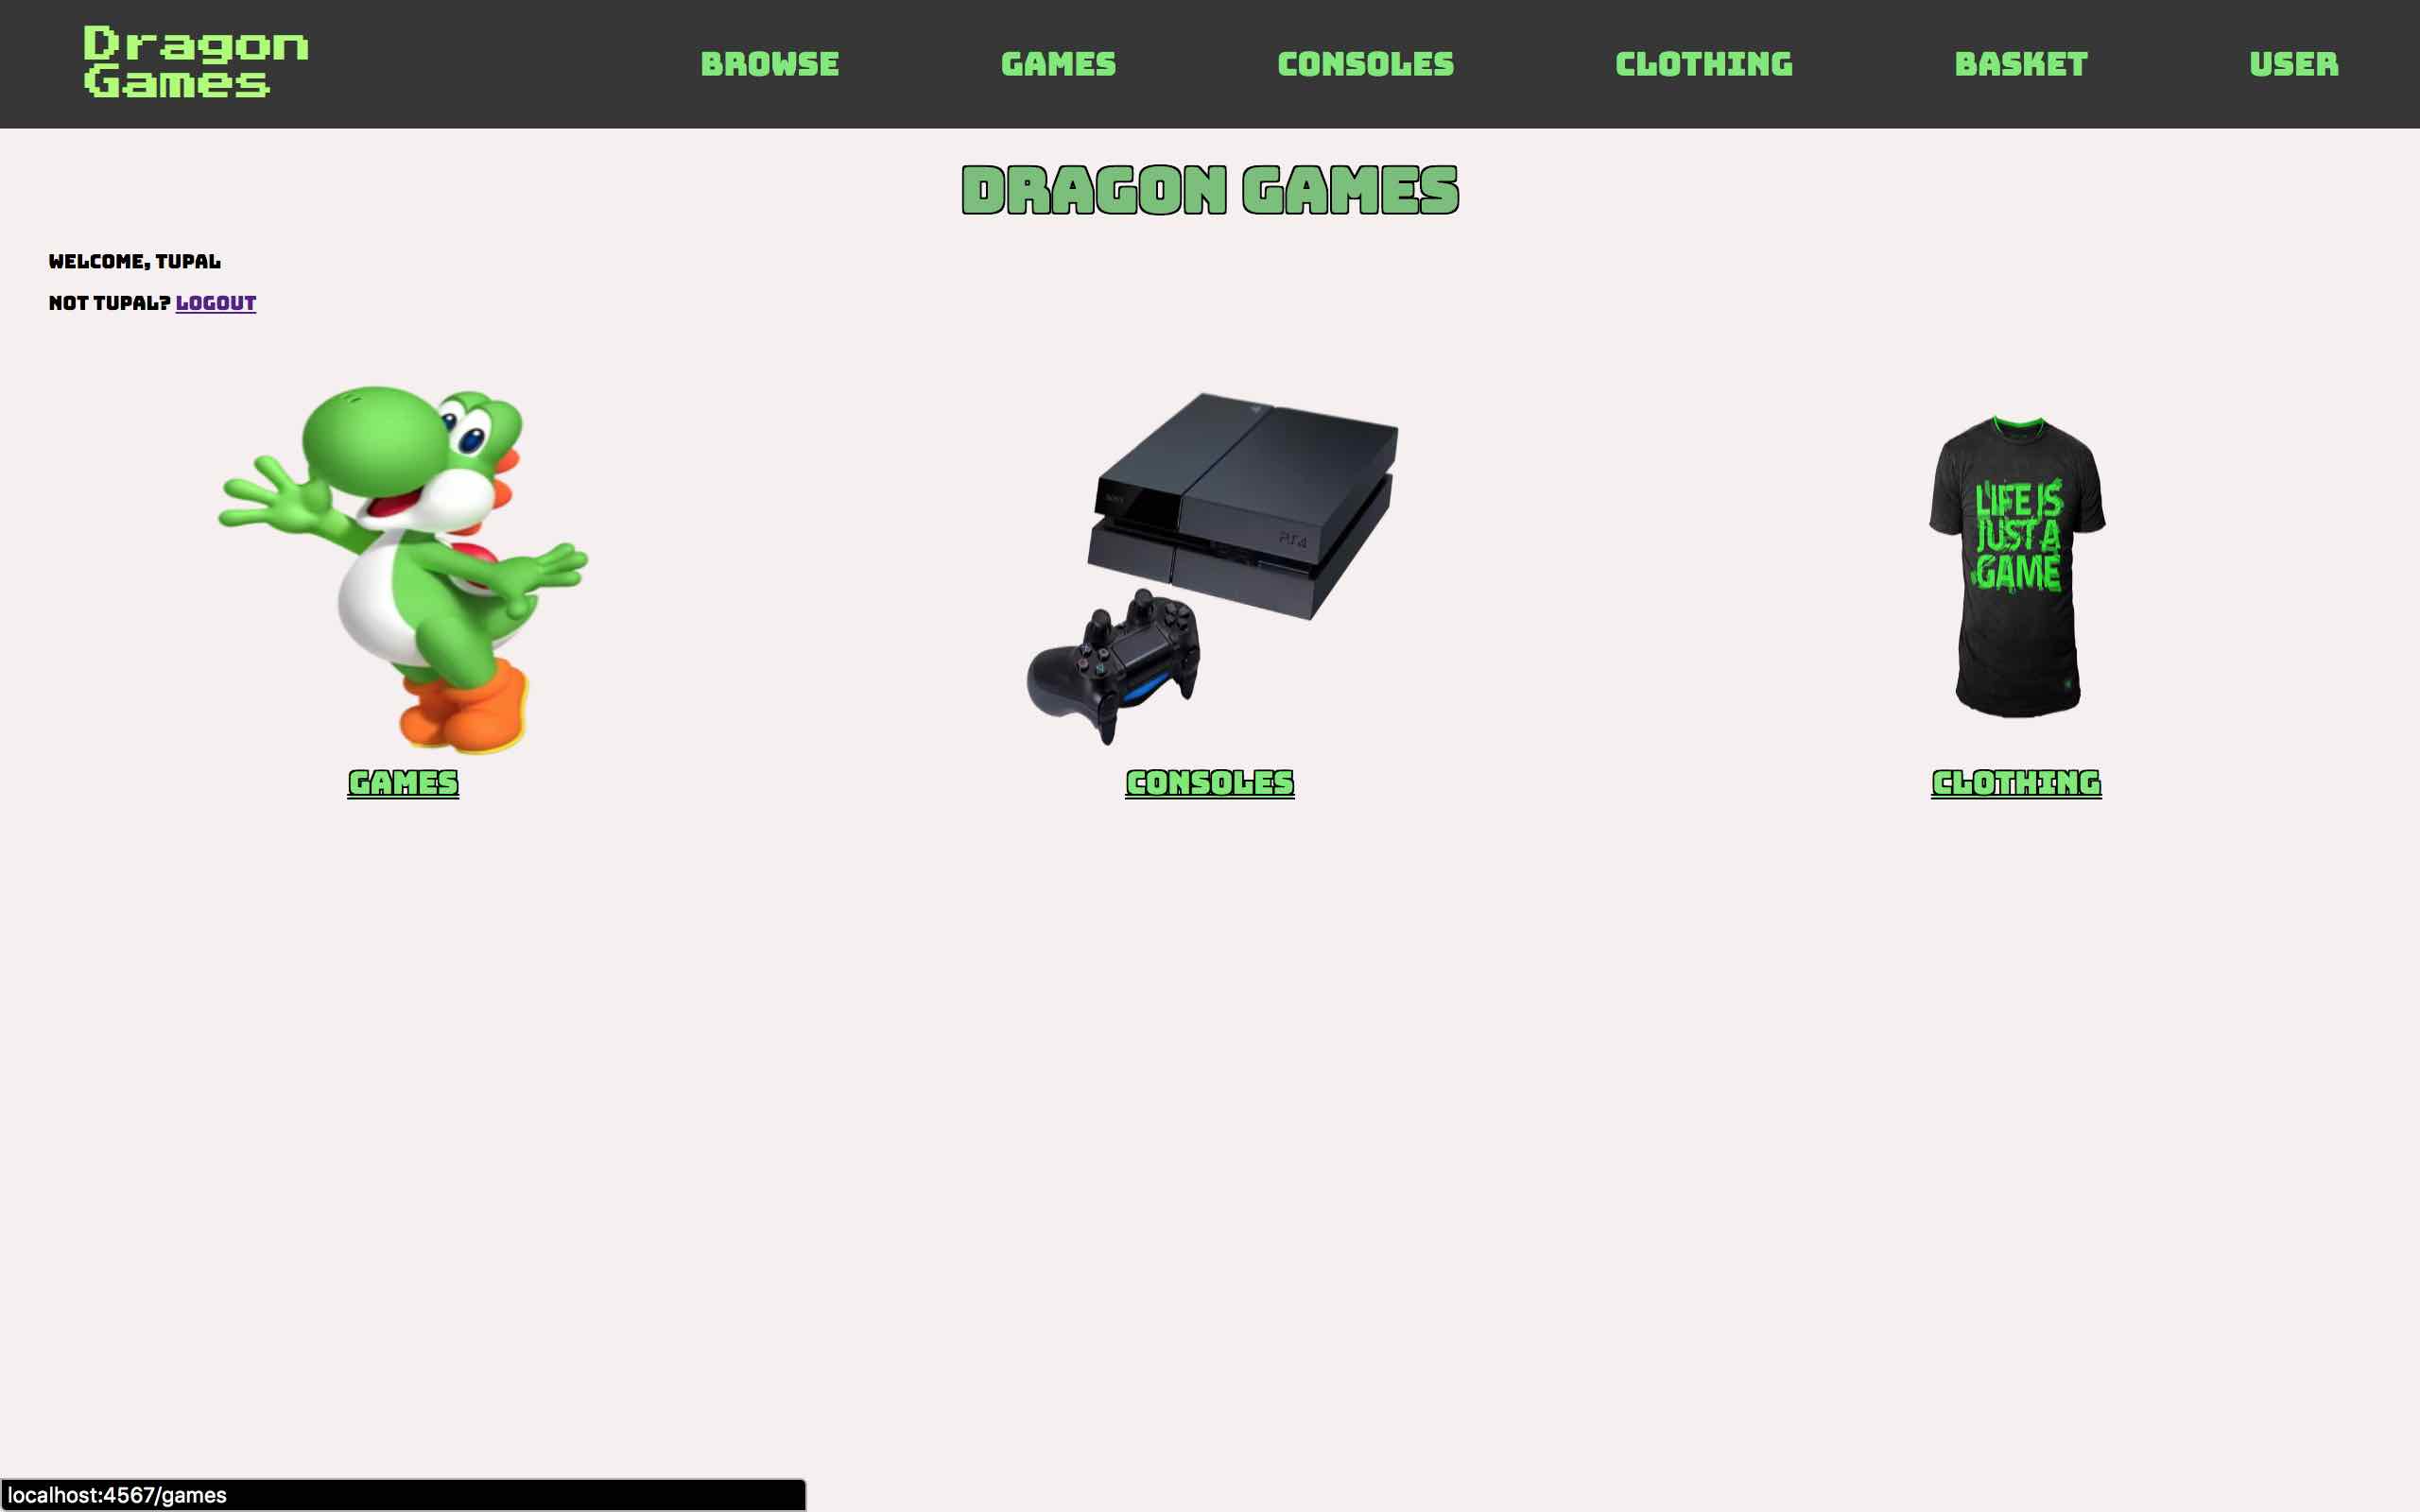 Dragon
Games
BROWSE GAMES CONSOLES CLOTHING BASKET USER
DRAGON GAMES
WELCOME, TUPAL
NOT TUPAL? LOGOUT
SONY
PS4
LIFE IS
JUST A
GAME
GAMES CONSOLES CLOTHING
localhost:4567/games